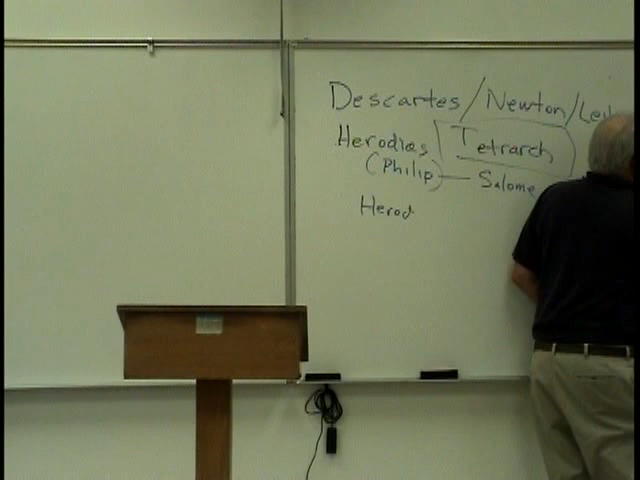 Descartes / Newton / Lei
Herodias Tetrarch
(Philip) — Salome
Herod